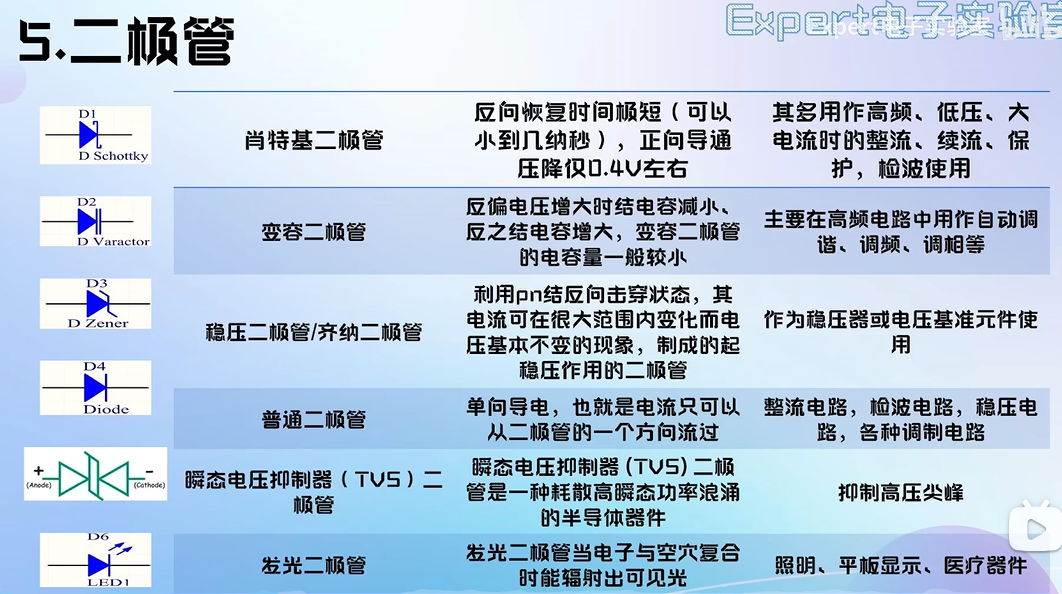 Expert电子实验室
5.二极管
D1
D Schottky
肖特基二极管
反向恢复时间极短（可以
小到几纳秒），正向导通
压降仅0.4V左右
其多用作高频、低压、大
电流时的整流、续流、保
护，检波使用
D2
D Varactor
变容二极管
反偏电压增大时结电容减小、
反之结电容增大，变容二极管
的电容量一般较小
主要在高频电路中用作自动调
谐、调频、调相等
D3
D Zener
稳压二极管/齐纳二极管
利用pn结反向击穿状态，其
电流可在很大范围内变化而电
压基本不变的现象，制成的起
稳压作用的二极管
作为稳压器或电压基准元件使
用
D4
Diode
普通二极管
单向导电，也就是电流只可以
从二极管的一个方向流过
整流电路，检波电路，稳压电
路，各种调制电路
+ -
(Anode) (Cathode)
瞬态电压抑制器（TVS）二
极管
瞬态电压抑制器(TVS)二极
管是一种耗散高瞬态功率浪涌
的半导体器件
抑制高压尖峰
D6
LED1
发光二极管
发光二极管当电子与空穴复合
时能辐射出可见光
照明、平板显示、医疗器件